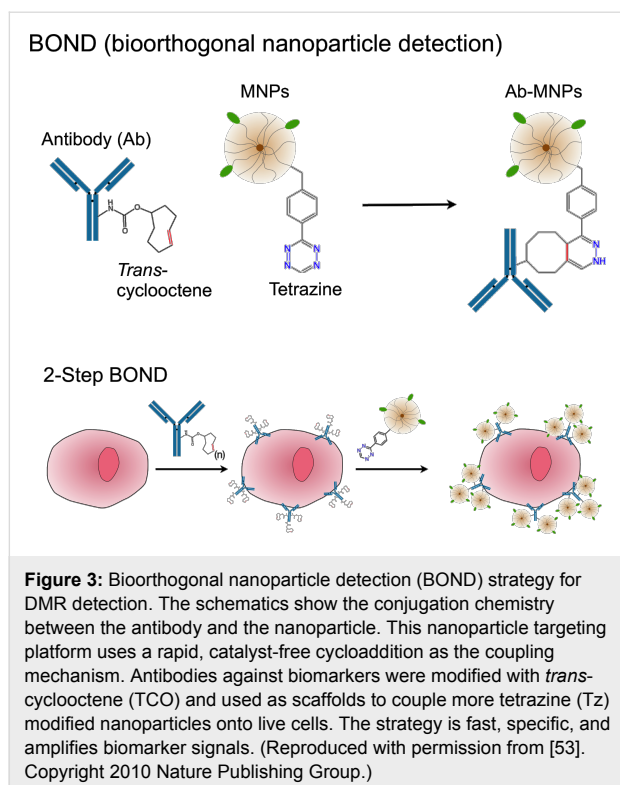 BOND (bioorthogonal nanoparticle detection)
MNPs
Ab-MNPs
Antibody (Ab)
H
N
O
O
Trans-
cyclooctene
N
N
N
N
Tetrazine
N
NH
2-Step BOND
(n)
Figure 3: Bioorthogonal nanoparticle detection (BOND) strategy for
DMR detection. The schematics show the conjugation chemistry
between the antibody and the nanoparticle. This nanoparticle targeting
platform uses a rapid, catalyst-free cycloaddition as the coupling
mechanism. Antibodies against biomarkers were modified with trans-
cyclooctene (TCO) and used as scaffolds to couple more tetrazine (Tz)
modified nanoparticles onto live cells. The strategy is fast, specific, and
amplifies biomarker signals. (Reproduced with permission from [53].
Copyright 2010 Nature Publishing Group.)